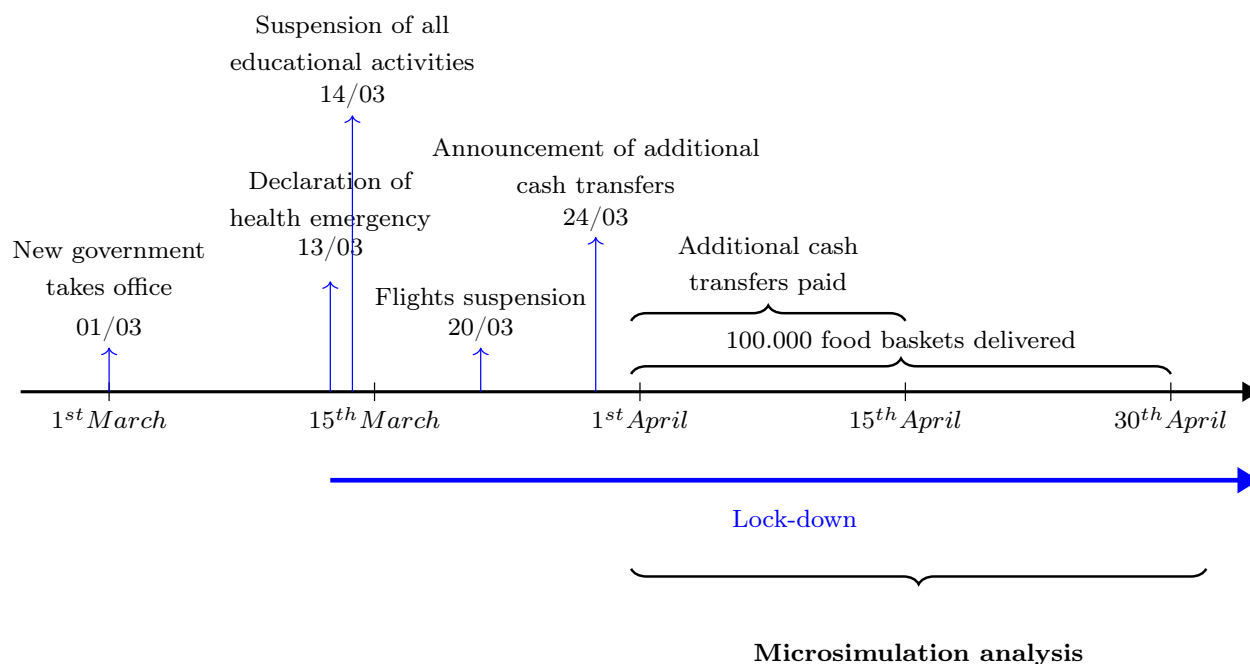 Suspension of all
educational activities
14/03
Announcement of additional
cash transfers
24/03
Declaration of
health emergency
13/03
New government
takes office
01/03
Additional cash
transfers paid
Flights suspension
20/03
100.000 food baskets delivered
1st March
15th March
1st April
15th April
30th April
Lock-down
Microsimulation analysis